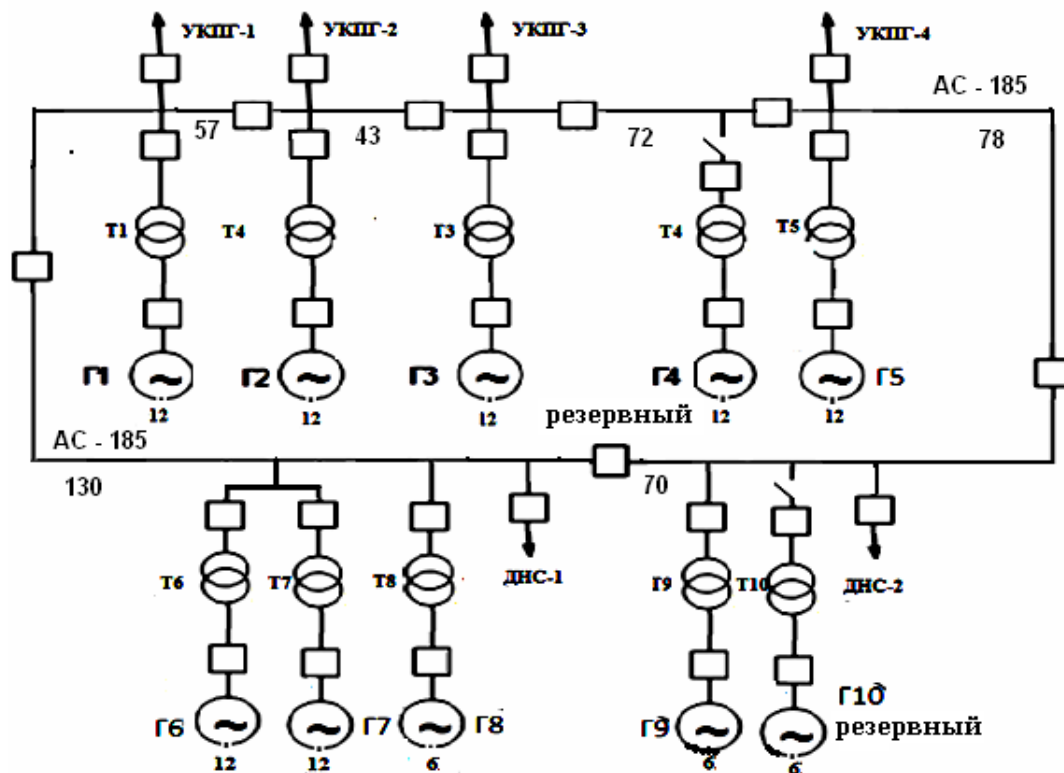 УКПГ-1 УКПГ-2 УКПГ-3 УКПГ-4
АС - 185
57 43 72 78
Т1 Т4 Т3 Т4 Т5
Г1 Г2 Г3 Г4 Г5
12 12 12 12 12
резервный
АС - 185
130 70
Т6 Т7 Т8 ДНС-1 Т9 Т10 ДНС-2
Г6 Г7 Г8 Г9 Г10
резервный
12 12 6 6 6